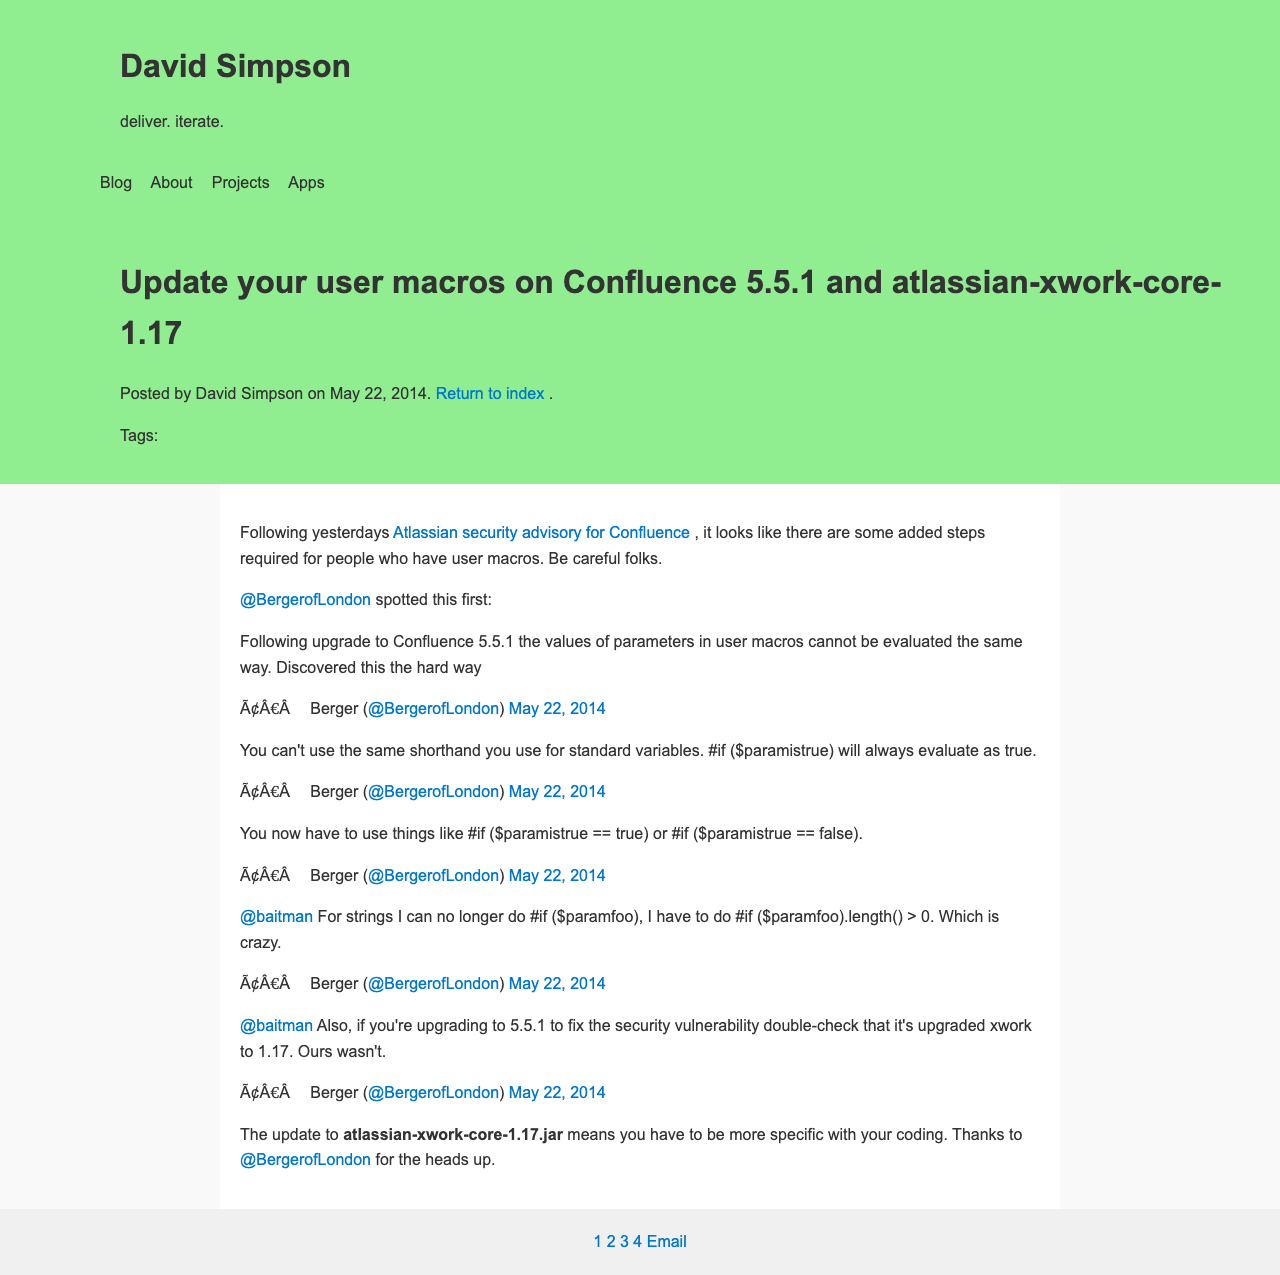 David Simpson
deliver. iterate.
Blog About Projects Apps
Update your user macros on Confluence 5.5.1 and atlassian-xwork-core-
1.17
Posted by David Simpson on May 22, 2014. Return to index .
Tags:
Following yesterdays Atlassian security advisory for Confluence , it looks like there are some added steps
required for people who have user macros. Be careful folks.
@BergerofLondon spotted this first:
Following upgrade to Confluence 5.5.1 the values of parameters in user macros cannot be evaluated the same
way. Discovered this the hard way
Ã¢Â€Â Berger (@BergerofLondon) May 22, 2014
You can't use the same shorthand you use for standard variables. #if ($paramistrue) will always evaluate as true.
Ã¢Â€Â Berger (@BergerofLondon) May 22, 2014
You now have to use things like #if ($paramistrue == true) or #if ($paramistrue == false).
Ã¢Â€Â Berger (@BergerofLondon) May 22, 2014
@baitman For strings I can no longer do #if ($paramfoo), I have to do #if ($paramfoo).length() > 0. Which is
crazy.
Ã¢Â€Â Berger (@BergerofLondon) May 22, 2014
@baitman Also, if you're upgrading to 5.5.1 to fix the security vulnerability double-check that it's upgraded xwork
to 1.17. Ours wasn't.
Ã¢Â€Â Berger (@BergerofLondon) May 22, 2014
The update to atlassian-xwork-core-1.17.jar means you have to be more specific with your coding. Thanks to
@BergerofLondon for the heads up.
1 2 3 4 Email